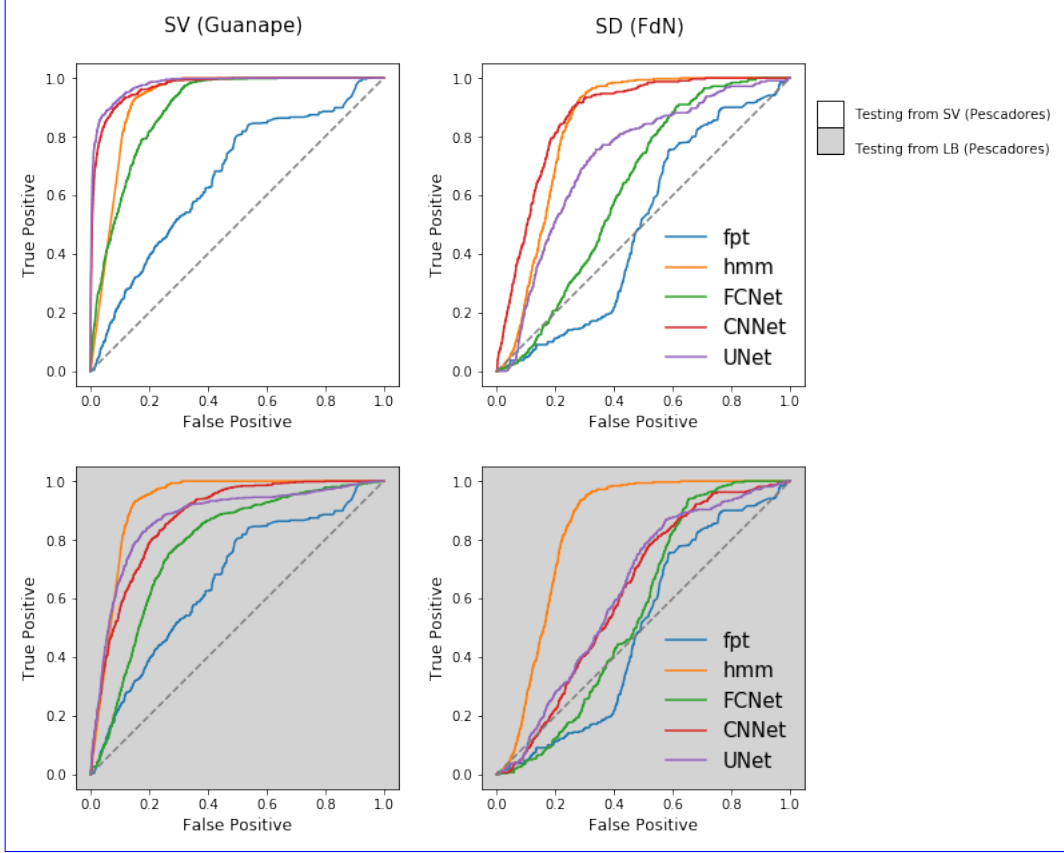 SV (Guanape)
SD (FdN)
1.0
0.8
0.6
0.4
0.2
0.0
True Positive
0.0 0.2 0.4 0.6 0.8 1.0
False Positive
1.0
0.8
0.6
0.4
0.2
0.0
True Positive
fpt
hmm
FCNet
CNNet
UNet
0.0 0.2 0.4 0.6 0.8 1.0
False Positive
Testing from SV (Pescadores)
Testing from LB (Pescadores)
1.0
0.8
0.6
0.4
0.2
0.0
True Positive
0.0 0.2 0.4 0.6 0.8 1.0
False Positive
1.0
0.8
0.6
0.4
0.2
0.0
True Positive
fpt
hmm
FCNet
CNNet
UNet
0.0 0.2 0.4 0.6 0.8 1.0
False Positive